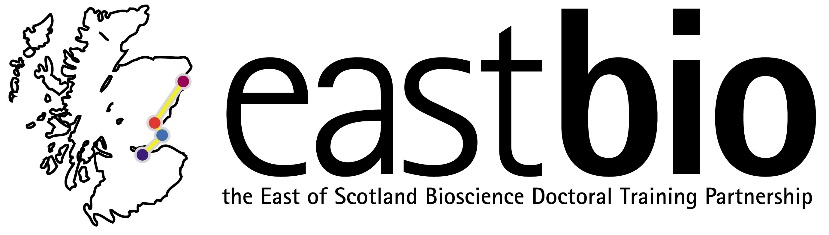 eastbio
the East of Scotland Bioscience Doctoral Training Partnership